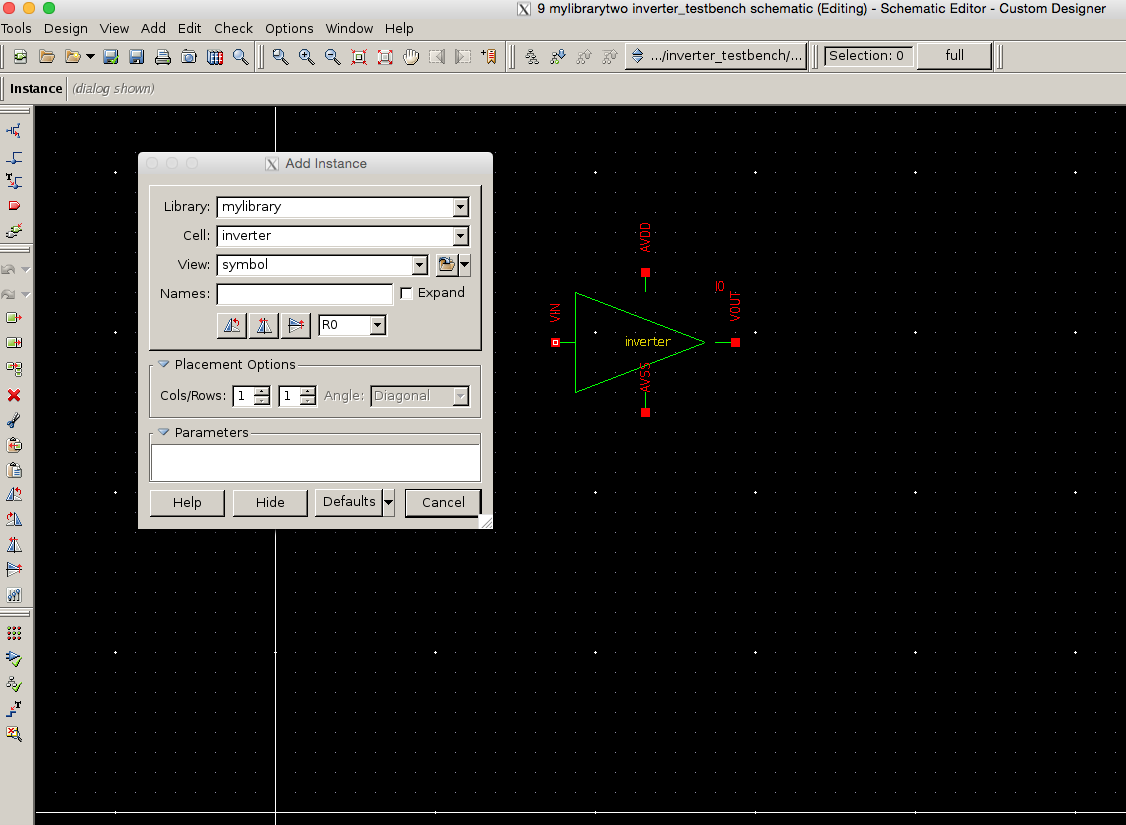 9 mylibrarytwo inverter_testbench schematic (Editing) - Schematic Editor - Custom Designer
Tools Design View Add Edit Check Create Options Window Help
.../inverter_testbench/... Selection: 0 full
Instance (dialog shown)
Add Instance
Library: mylibrary
Cell: inverter
View: symbol
Names: Expand
R0
Placement Options
Cols/Rows: 1 1 Angle: Diagonal
Parameters
Help Hide Defaults Cancel
AVDD
VIN
VOUT
inverter
AVSS